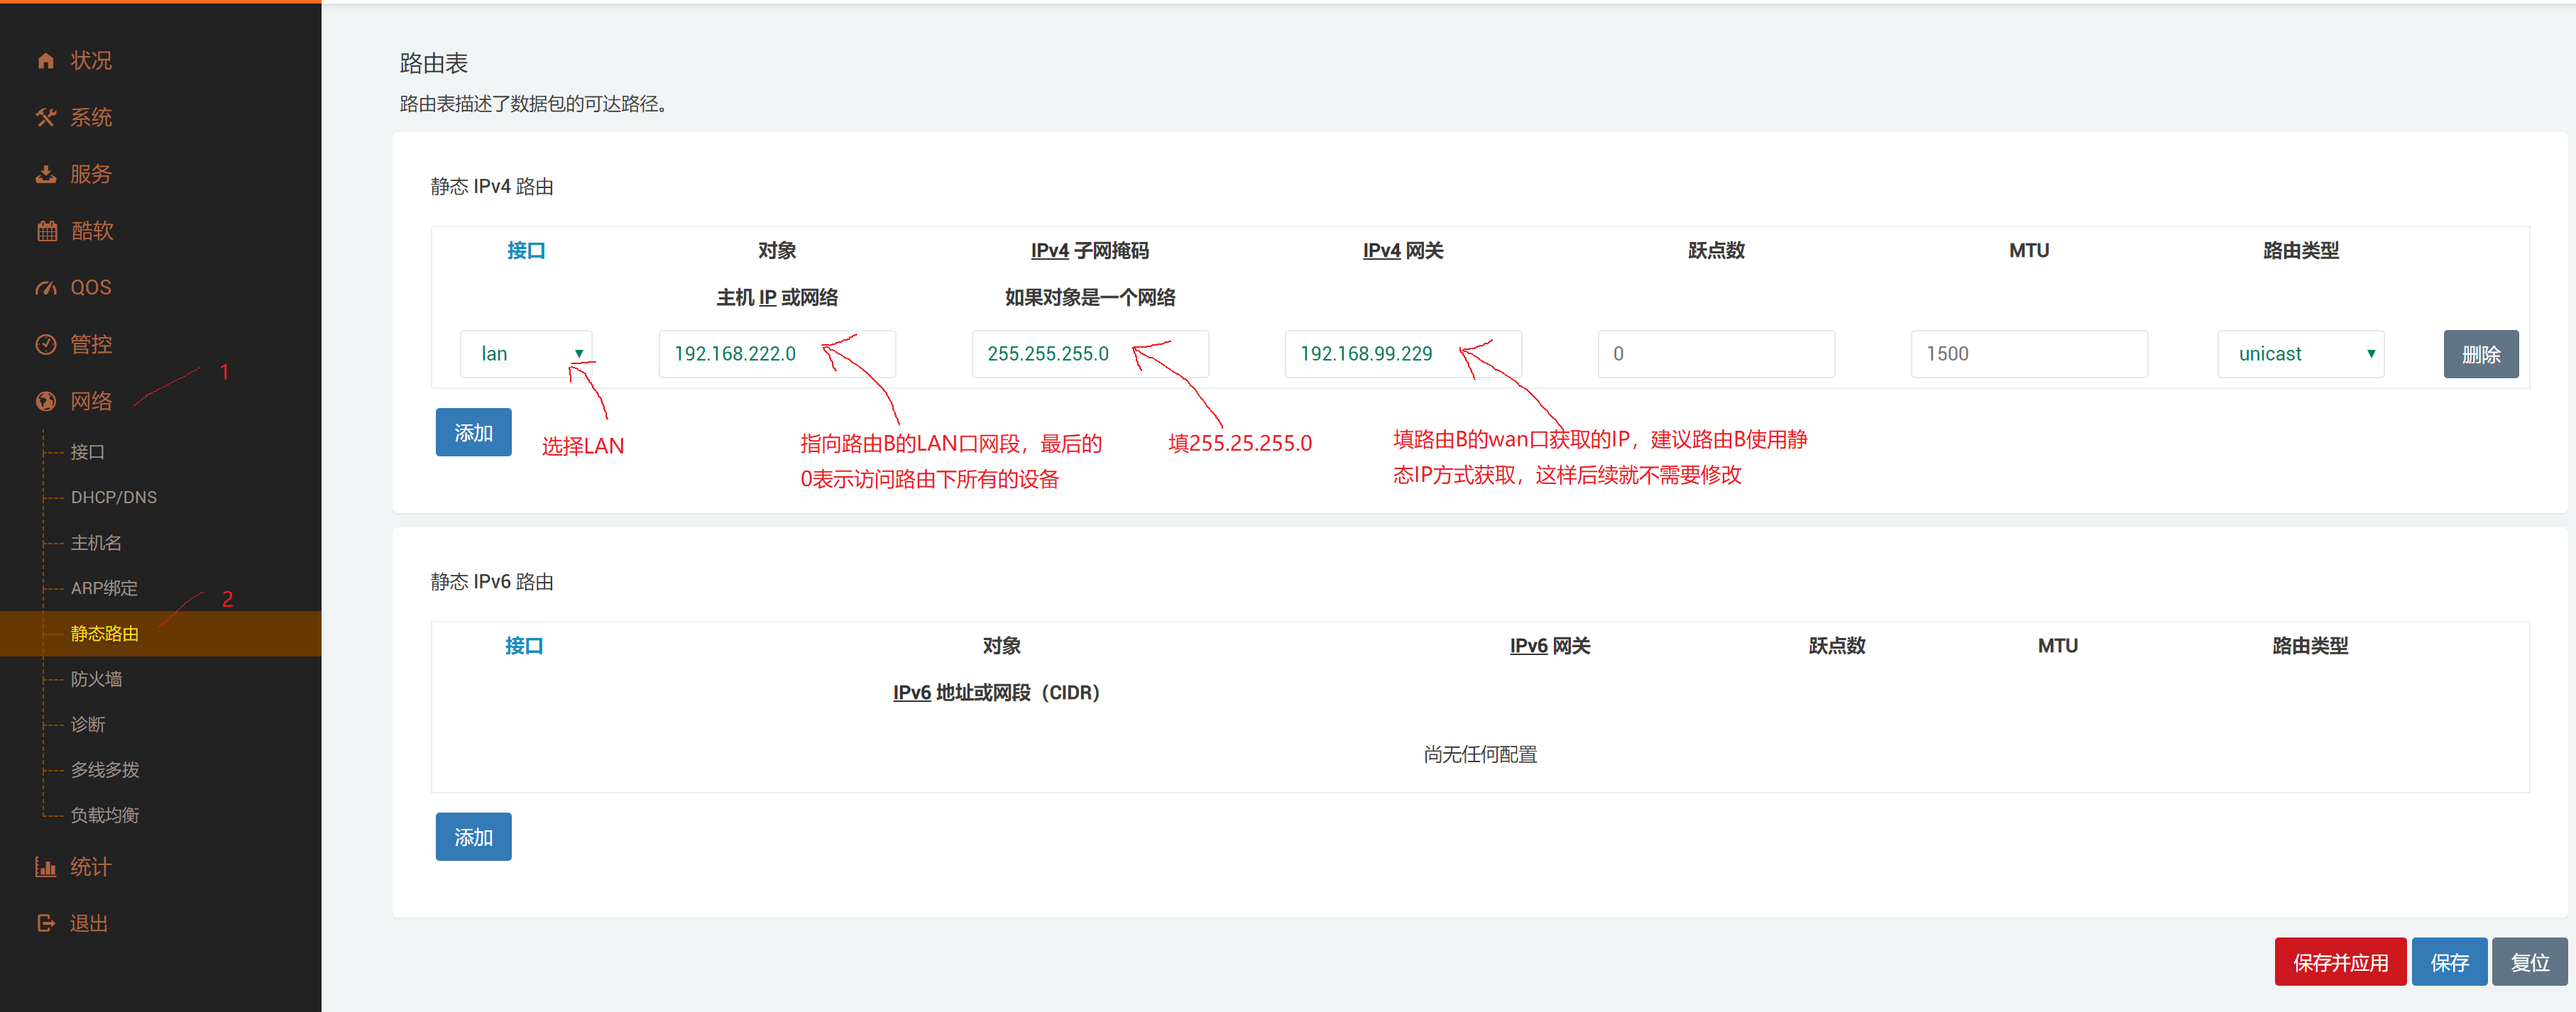 状况
系统
服务
酷软
QOS
管控
网络
1
接口
DHCP/DNS
主机名
ARP绑定
静态路由
2
防火墙
诊断
多线多拨
负载均衡
统计
退出
路由表
路由表描述了数据包的可达路径。
静态 IPv4 路由
接口 对象 IPv4 子网掩码 IPv4 网关 跃点数 MTU 路由类型
主机 IP 或网络 如果对象是一个网络
lan 192.168.222.0 255.255.255.0 192.168.99.229 0 1500 unicast 删除
添加
选择LAN
指向路由B的LAN口网段，最后的
0表示访问路由下所有的设备
填255.25.255.0
填路由B的wan口获取的IP，建议路由B使用静
态IP方式获取，这样后续就不需要修改
静态 IPv6 路由
接口 对象 IPv6 网关 跃点数 MTU 路由类型
IPv6 地址或网段（CIDR）
尚无任何配置
添加
保存并应用 保存 复位